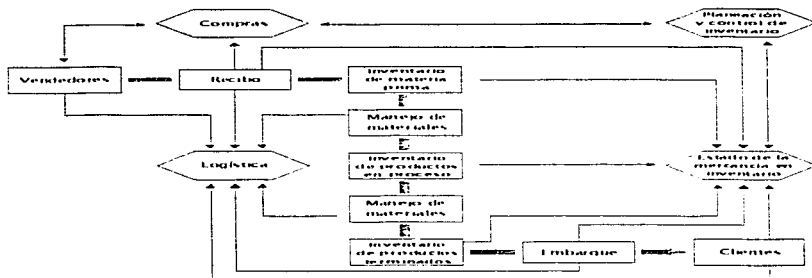 Compras
Planeación
y control de
inventario
Vendedores
Recibo
Inventario
de materia
prima
Manejo de
materiales
Logística
Inventario
de productos
en proceso
Estado de la
mercancía en
inventario
Manejo de
materiales
Inventario
de productos
terminados
Embarque
Clientes